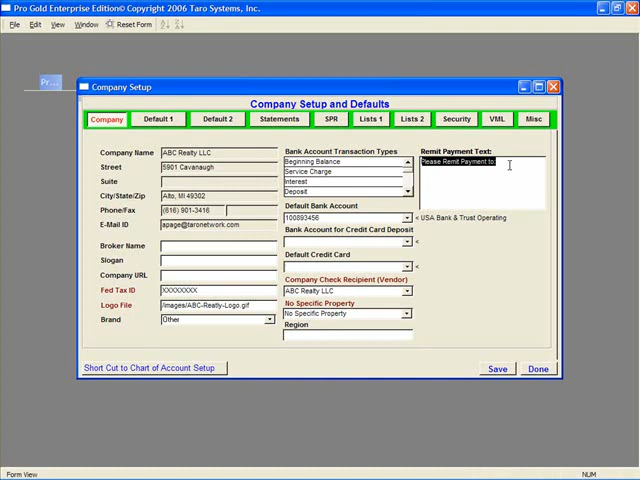 Pro Gold Enterprise Edition© Copyright 2006 Taro Systems, Inc.
File Edit View Window Reset Form
Pr...
Company Setup
Company Setup and Defaults
Company Default 1 Default 2 Statements SPR Lists 1 Lists 2 Security VML Misc
Company Name ABC Realty LLC
Street 5901 Cavanaugh
Suite
City/State/Zip Alto, MI 49302
Phone/Fax (616) 901-3416
E-Mail ID apage@taronetwork.com
Broker Name
Slogan
Company URL
Fed Tax ID XXXXXXXX
Logo File /images/ABC-Reatly-Logo.gif
Brand Other
Bank Account Transaction Types
Beginning Balance
Service Charge
Interest
Deposit
Default Bank Account
100893456 < USA Bank & Trust Operating
Bank Account for Credit Card Deposit
<
Default Credit Card
<
Company Check Recipient (Vendor)
ABC Realty LLC
No Specific Property
No Specific Property
Region
Remit Payment Text:
Please Remit Payment to:
Short Cut to Chart of Account Setup
Save Done
Form View NUM